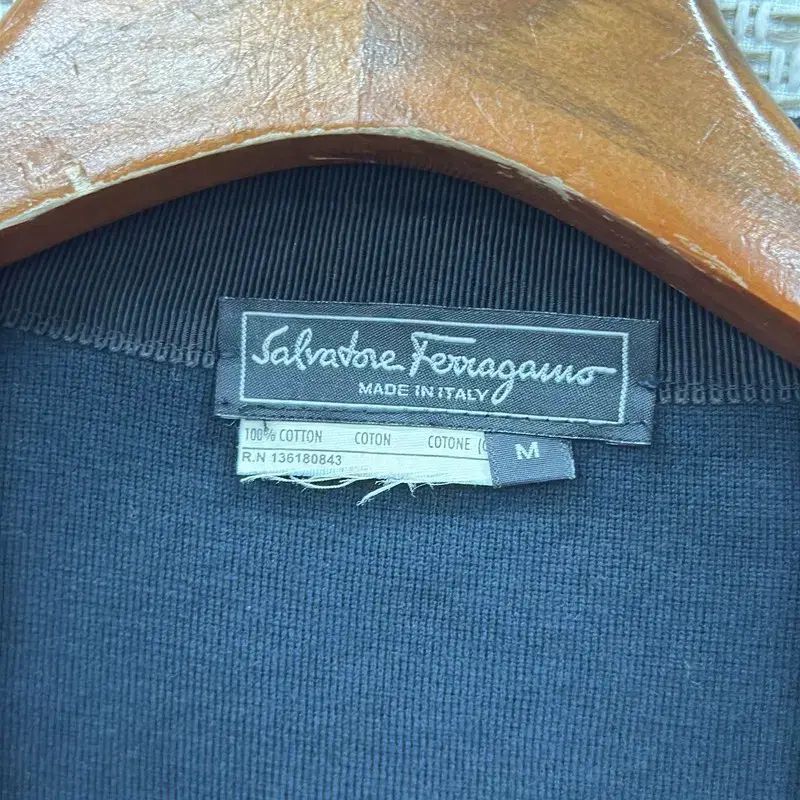 Salvatore Ferragamo
MADE IN ITALY
100% COTTON COTON COTONE
R.N 136180843
M